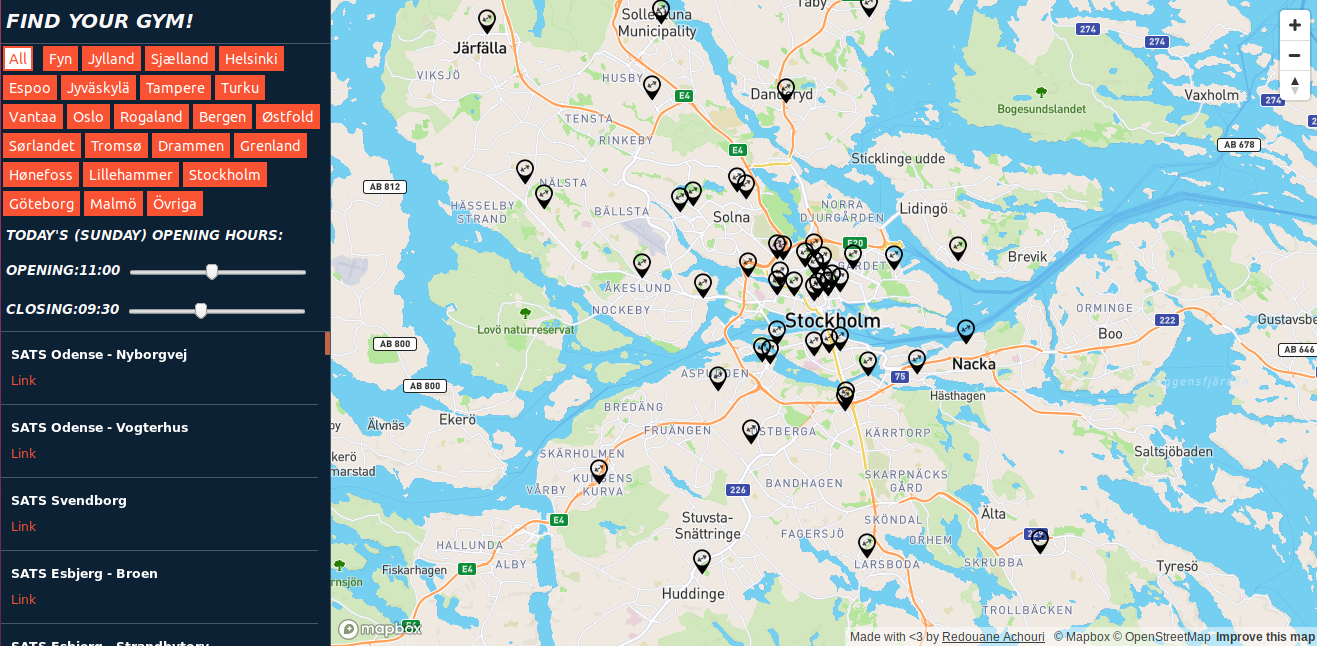 FIND YOUR GYM!
All Fyn Jylland Sjælland Helsinki
Espoo Jyväskylä Tampere Turku
Vantaa Oslo Rogaland Bergen Østfold
Sørlandet Tromsø Drammen Grenland
Hønefoss Lillehammer Stockholm
Göteborg Malmö Övriga
TODAY'S (SUNDAY) OPENING HOURS:
OPENING:11:00
CLOSING:09:30
SATS Odense - Nyborgvej
Link
SATS Odense - Vogterhus
Link
SATS Svendborg
Link
SATS Esbjerg - Broen
Link
Täby
Sollentuna
Municipality
Järfälla
274
274
VIKSJÖ
HUSBY
E4
Danderyd
Vaxholm
274
Bogesundslandet
TENSTA
RINKEBY
E4
AB 678
Sticklinge udde
AB 812
NÄLSTA
HÄSSELBY
STRAND
BÄLLSTA
Solna
NORRA
DJURGÅRDEN
Lidingö
E20
GÄRDET
Brevik
ÅKESLUND
NOCKEBY
ORMINGE
Lovö naturreservat
Stockholm
222
Boo
AB 800
AB 646
Nacka
ASPUDDEN
75
AB 800
Hästhagen
BREDÄNG
Ekerö
Älvnäs
FRUÄNGEN
ÖSTBERGA
KÄRRTORP
SKÄRHOLMEN
Saltsjöbaden
KUNGENS
KURVA
VÅRBY
SKARPNÄCKS
GÅRD
BANDHAGEN
226
E4
Stuvsta-
Snättringe
SKÖNDAL
Älta
FAGERSJÖ
ORHEM
HALLUNDA
ALBY
LARSBODA
SKRUBBA
Fiskarhagen
E4
Tyresö
Huddinge
TROLLBÄCKEN
E4
mapbox
Made with <3 by Redouane Achouri © Mapbox © OpenStreetMap Improve this map